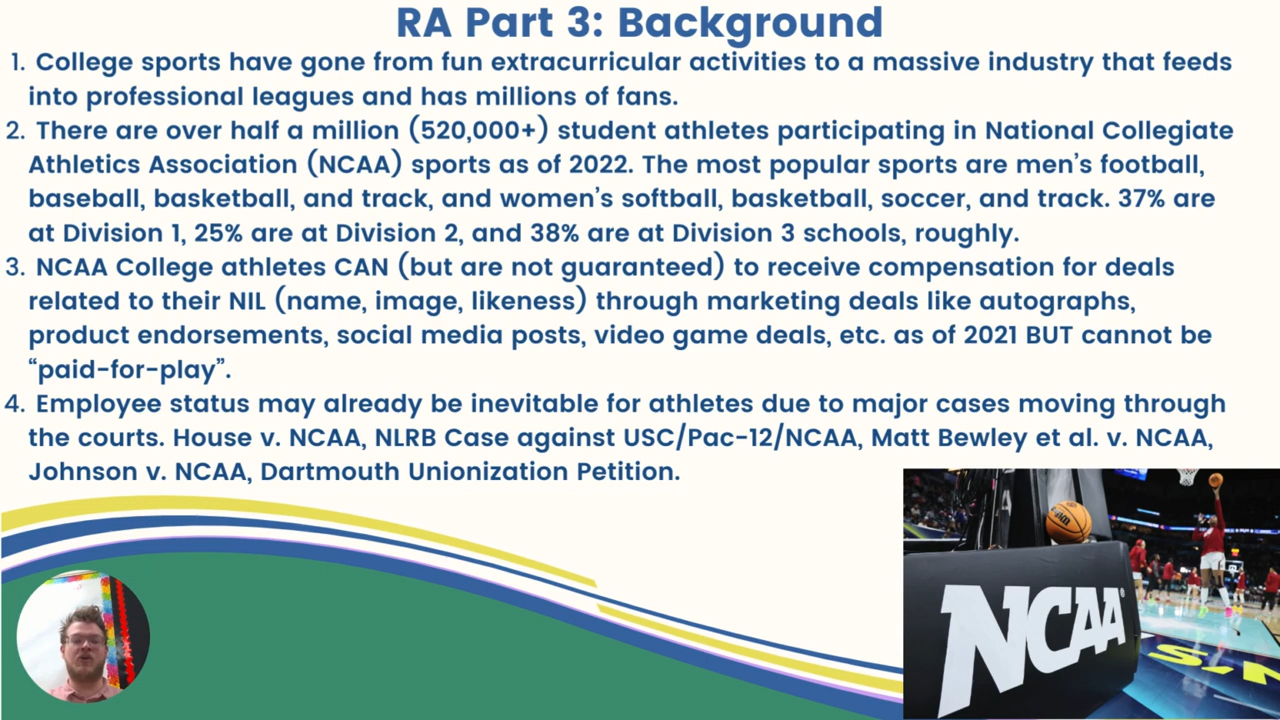 RA Part 3: Background
1. College sports have gone from fun extracurricular activities to a massive industry that feeds
into professional leagues and has millions of fans.
2. There are over half a million (520,000+) student athletes participating in National Collegiate
Athletics Association (NCAA) sports as of 2022. The most popular sports are men's football,
baseball, basketball, and track, and women's softball, basketball, soccer, and track. 37% are
at Division 1, 25% are at Division 2, and 38% are at Division 3 schools, roughly.
3. NCAA College athletes CAN (but are not guaranteed) to receive compensation for deals
related to their NIL (name, image, likeness) through marketing deals like autographs,
product endorsements, social media posts, video game deals, etc. as of 2021 BUT cannot be
“paid-for-play”.
4. Employee status may already be inevitable for athletes due to major cases moving through
the courts. House v. NCAA, NLRB Case against USC/Pac-12/NCAA, Matt Bewley et al. v. NCAA,
Johnson v. NCAA, Dartmouth Unionization Petition.
NCAA